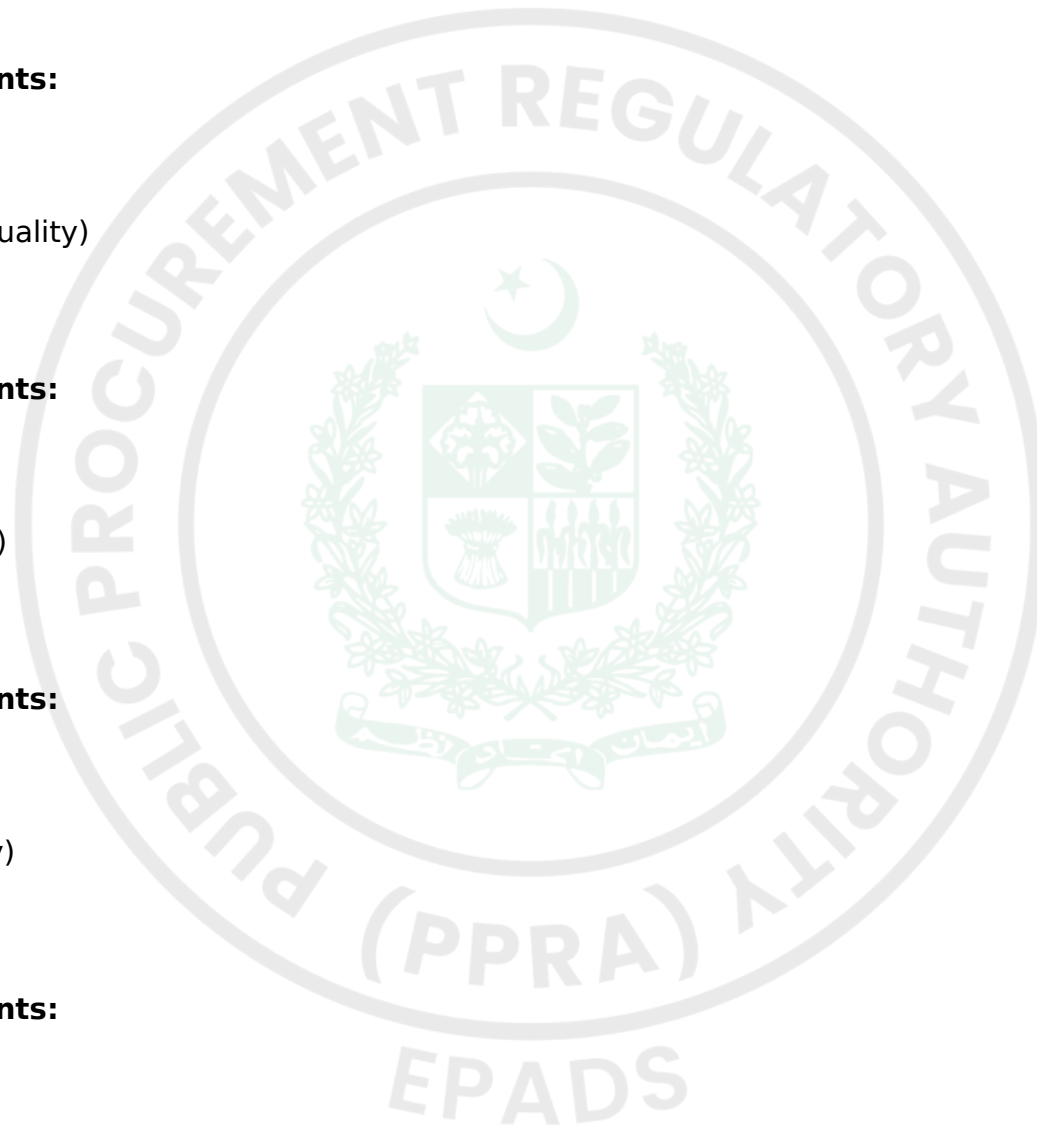 nts:
uality)
nts:
)
nts:
y)
nts:
PUBLIC PROCUREMENT REGULATORY AUTHORITY
(PPRA)
EPADS